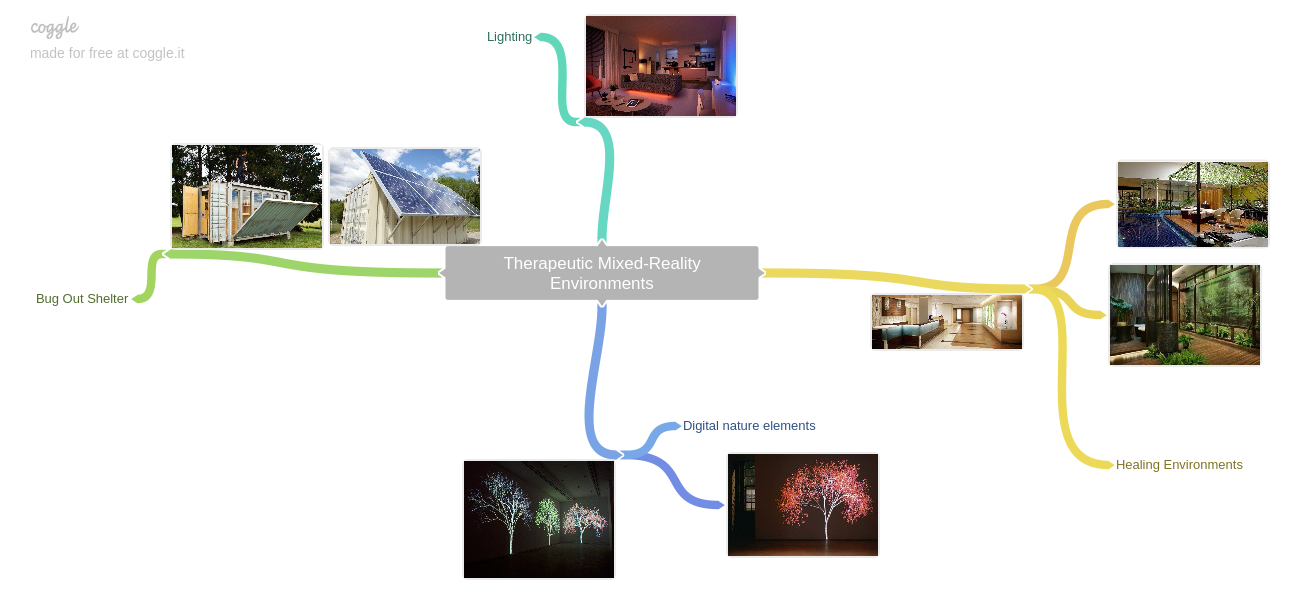 coggle
made for free at coggle.it
Lighting
Therapeutic Mixed-Reality
Environments
Bug Out Shelter
Digital nature elements
Healing Environments